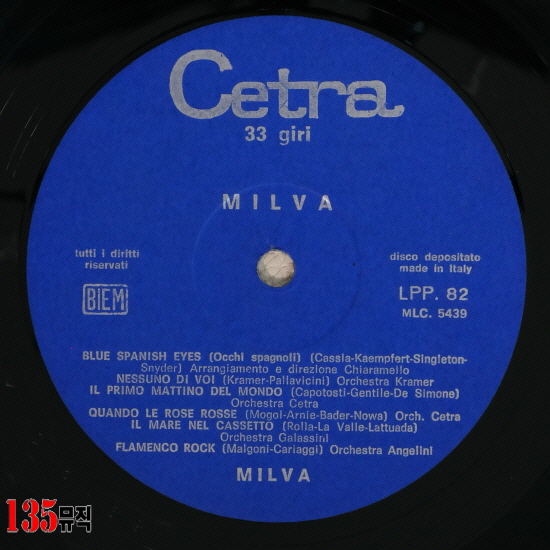 Cetra
33 giri
MILVA
tutti i diritti
riservati
BIEM
disco depositato
made in Italy
LPP. 82
MLC. 5439
BLUE SPANISH EYES (Occhi spagnoli) (Cassia-Kaempfert-Singleton-
Snyder) Arrangiamento e direzione Chiaramello
NESSUNO DI VOI (Kramer-Pallavicini) Orchestra Kramer
IL PRIMO MATTINO DEL MONDO (Capotosti-Gentile-De Simone)
Orchestra Cetra
QUANDO LE ROSE ROSSE (Mogol-Arnie-Bader-Nowa) Orch. Cetra
IL MARE NEL CASSETTO (Rolla-La Valle-Lattuada)
Orchestra Galassini
FLAMENCO ROCK (Malgoni-Cariaggi) Orchestra Angelini
MILVA
135뮤직